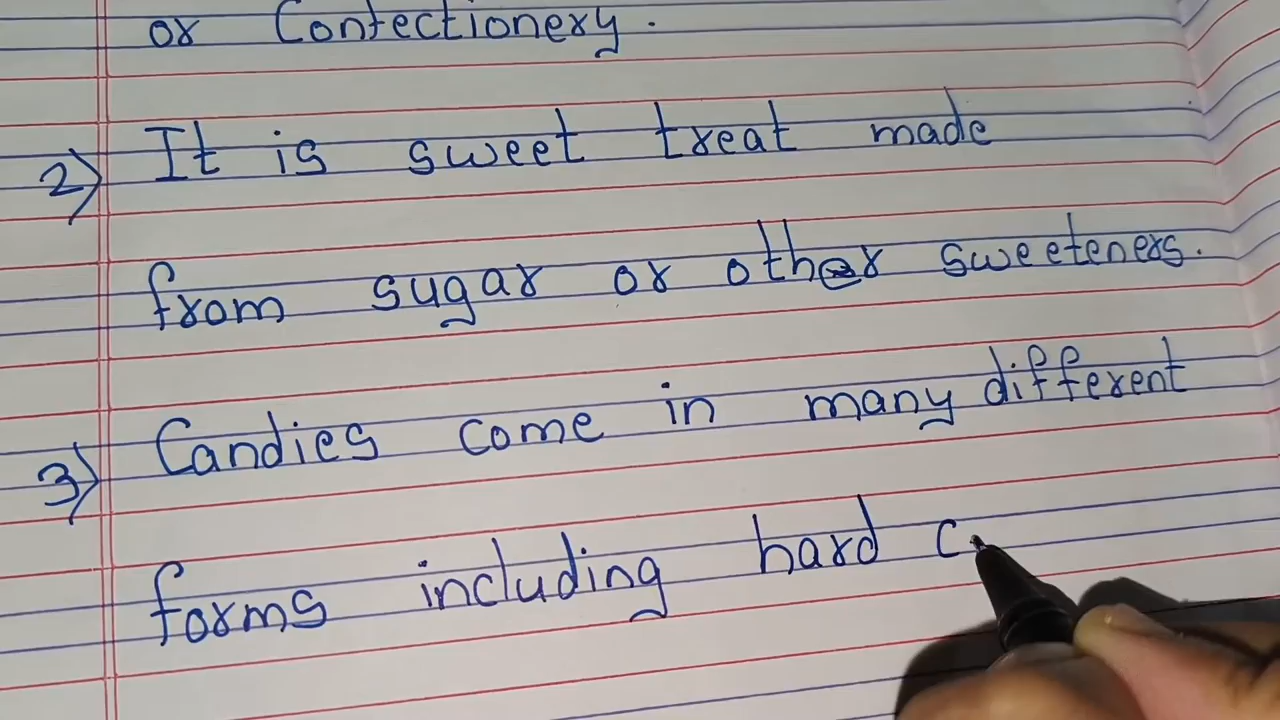 or Confectionery.
2) It is sweet treat made
from sugar or other sweeteners.
3) Candies come in many different
forms including hard c